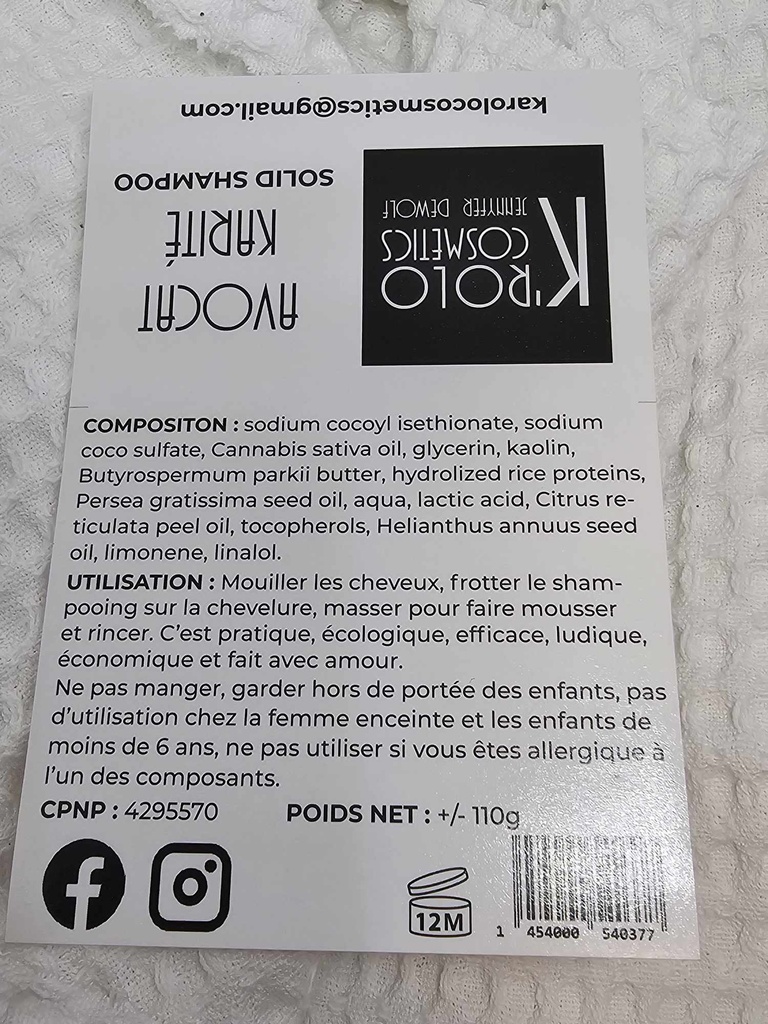 karolocosmetics@gmail.com
K'ROLO
COSMETICS
JENNYFER DEWOLF
AVOCAT
KARITÉ
SOLID SHAMPOO
COMPOSITON : sodium cocoyl isethionate, sodium
coco sulfate, Cannabis sativa oil, glycerin, kaolin,
Butyrospermum parkii butter, hydrolized rice proteins,
Persea gratissima seed oil, aqua, lactic acid, Citrus re-
ticulata peel oil, tocopherols, Helianthus annuus seed
oil, limonene, linalol.
UTILISATION : Mouiller les cheveux, frotter le sham-
pooing sur la chevelure, masser pour faire mousser
et rincer. C'est pratique, écologique, efficace, ludique,
économique et fait avec amour.
Ne pas manger, garder hors de portée des enfants, pas
d'utilisation chez la femme enceinte et les enfants de
moins de 6 ans, ne pas utiliser si vous êtes allergique à
l'un des composants.
CPNP : 4295570 POIDS NET : +/- 110g
12M
1 454000 540377